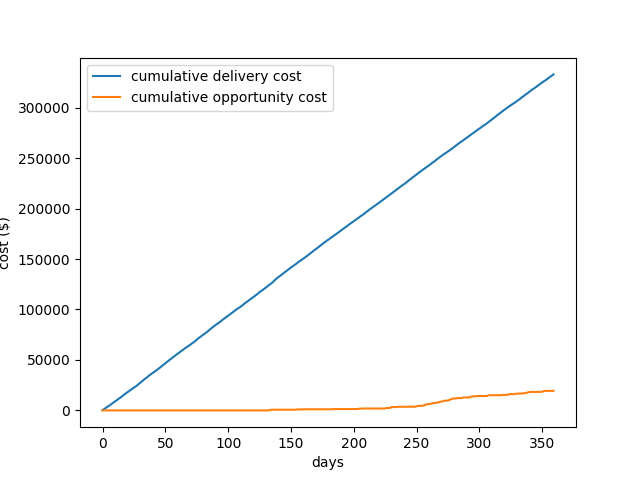 cumulative delivery cost
cumulative opportunity cost
300000
250000
200000
150000
100000
50000
0
cost ($)
0 50 100 150 200 250 300 350
days